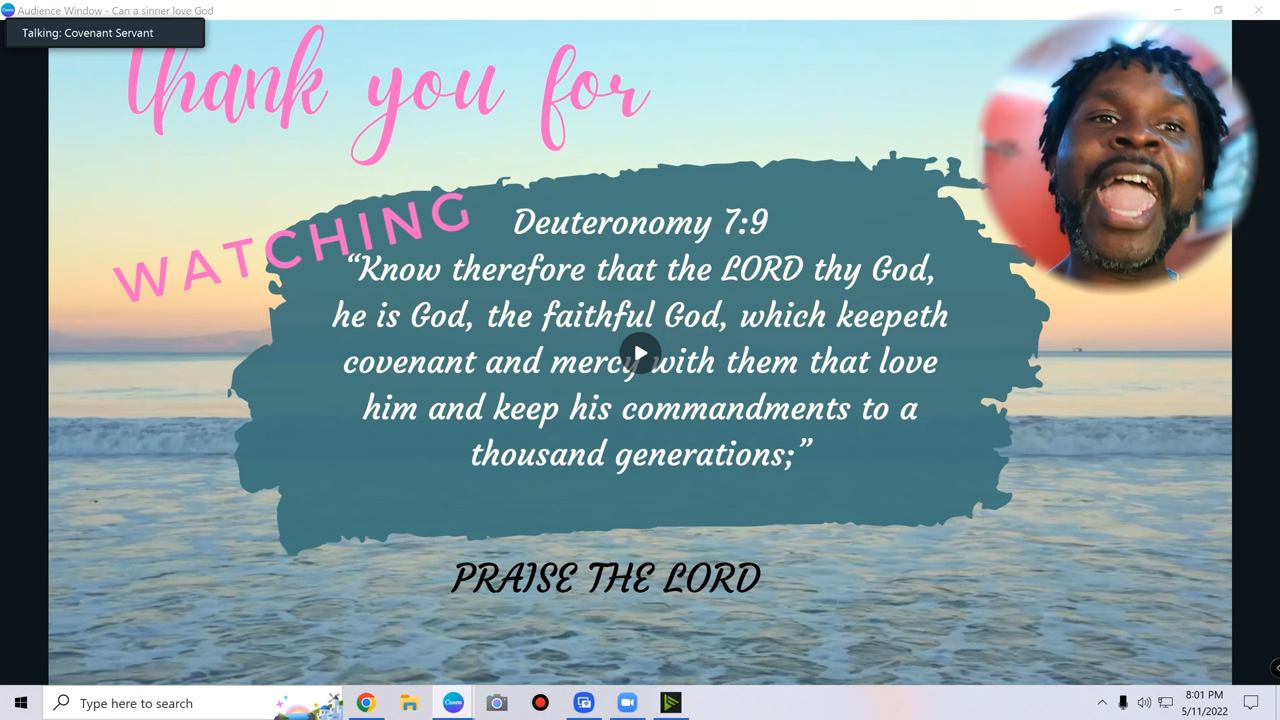 Audience Window - Can a sinner love God
Talking: Covenant Servant
thank you for
WATCHING
Deuteronomy 7:9
“Know therefore that the LORD thy God,
he is God, the faithful God, which keepeth
covenant and mercy with them that love
him and keep his commandments to a
thousand generations;”
PRAISE THE LORD
Type here to search
8:01 PM
5/11/2022